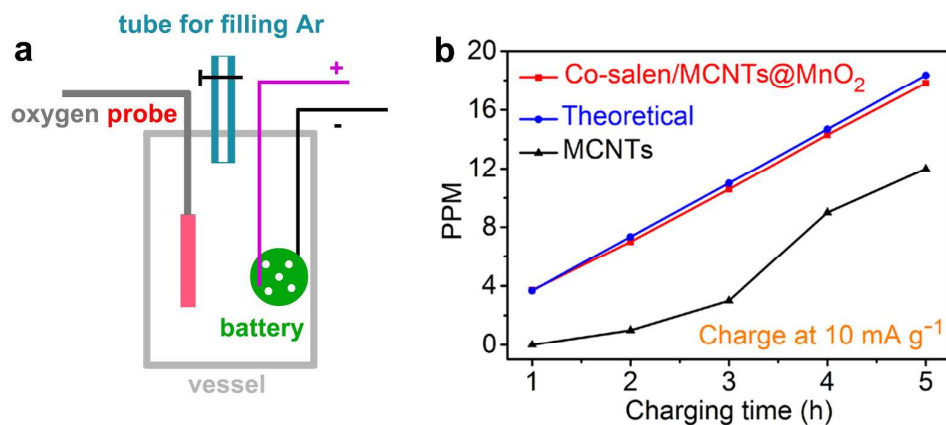 a
tube for filling Ar
+
-
oxygen probe
battery
vessel
b
20
16
12
8
4
0
PPM
Co-salen/MCNTs@MnO₂
Theoretical
MCNTs
Charge at 10 mA g⁻¹
1 2 3 4 5
Charging time (h)